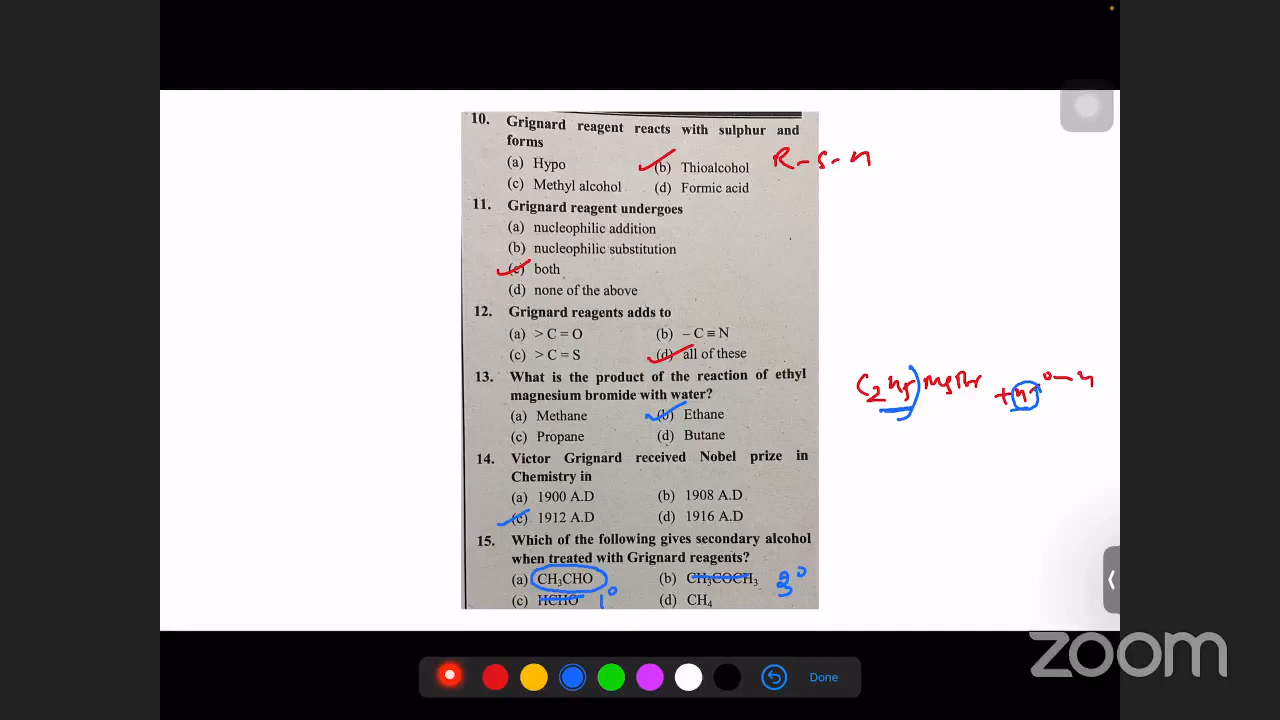 10. Grignard reagent reacts with sulphur and
forms
(a) Hypo (b) Thioalcohol R-S-H
(c) Methyl alcohol (d) Formic acid
11. Grignard reagent undergoes
(a) nucleophilic addition
(b) nucleophilic substitution
(c) both
(d) none of the above
12. Grignard reagents adds to
(a) > C = O (b) – C ≡ N
(c) > C = S (d) all of these
13. What is the product of the reaction of ethyl
magnesium bromide with water?
C2H5)MgBr + H-O-H
(a) Methane (b) Ethane
(c) Propane (d) Butane
14. Victor Grignard received Nobel prize in
Chemistry in
(a) 1900 A.D (b) 1908 A.D
(c) 1912 A.D (d) 1916 A.D
15. Which of the following gives secondary alcohol
when treated with Grignard reagents?
(a) CH₃CHO (b) CH₃COCH₃ 3°
(c) HCHO 1° (d) CH₄
zoom
Done